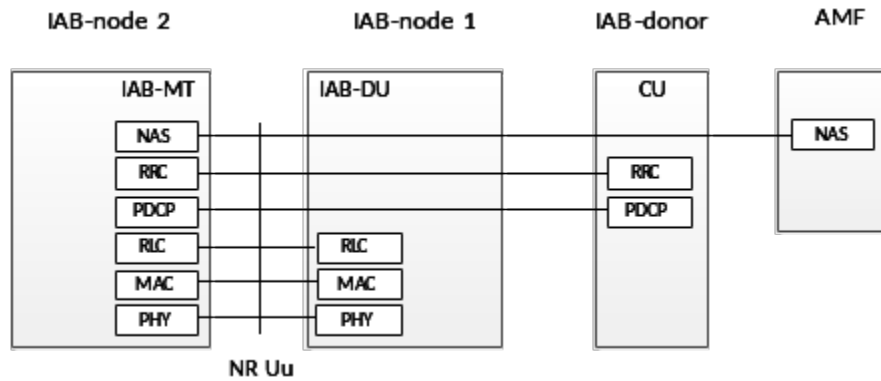 IAB-node 2 IAB-node 1 IAB-donor AMF
IAB-MT IAB-DU CU
NAS NAS
RRC RRC
PDCP PDCP
RLC RLC
MAC MAC
PHY PHY
NR Uu